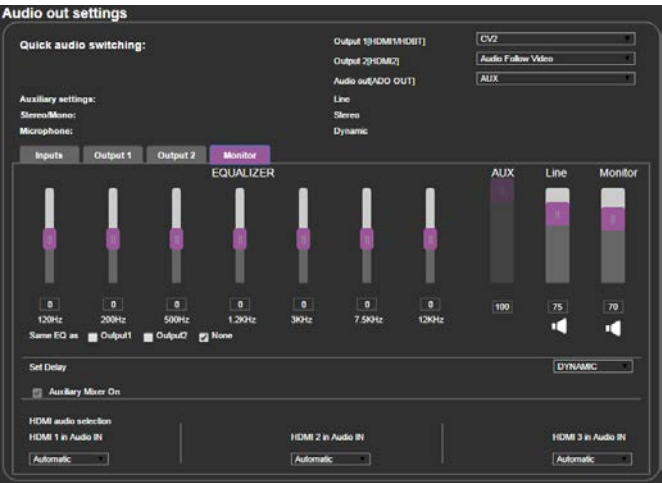 Audio out settings
Quick audio switching:
Output 1[HDMI1/HDBT] CV2
Output 2[HDMI2] Audio Follow Video
Audio out[ADO OUT] AUX
Auxiliary settings: Line
Stereo/Mono: Stereo
Microphone: Dynamic
Inputs Output 1 Output 2 Monitor
EQUALIZER AUX Line Monitor
0 0 0 0 0 0 0 100 75 70
120Hz 200Hz 500Hz 1.2KHz 3KHz 7.5KHz 12KHz
Same EQ as Output1 Output2 None
Set Delay DYNAMIC
Auxiliary Mixer On
HDMI audio selection
HDMI 1 in Audio IN HDMI 2 in Audio IN HDMI 3 in Audio IN
Automatic Automatic Automatic